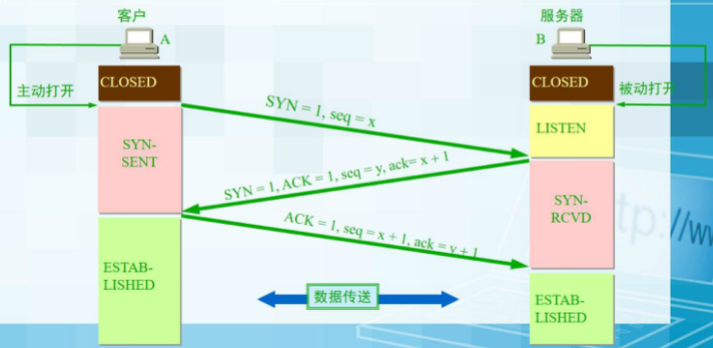 客户
服务器
A
B
CLOSED
CLOSED
主动打开
被动打开
SYN = 1, seq = x
LISTEN
SYN-
SENT
SYN = 1, ACK = 1, seq = y, ack= x + 1
SYN-
RCVD
ACK = 1, seq = x + 1, ack = y + 1
ESTAB-
LISHED
数据传送
ESTAB-
LISHED
tp://ww